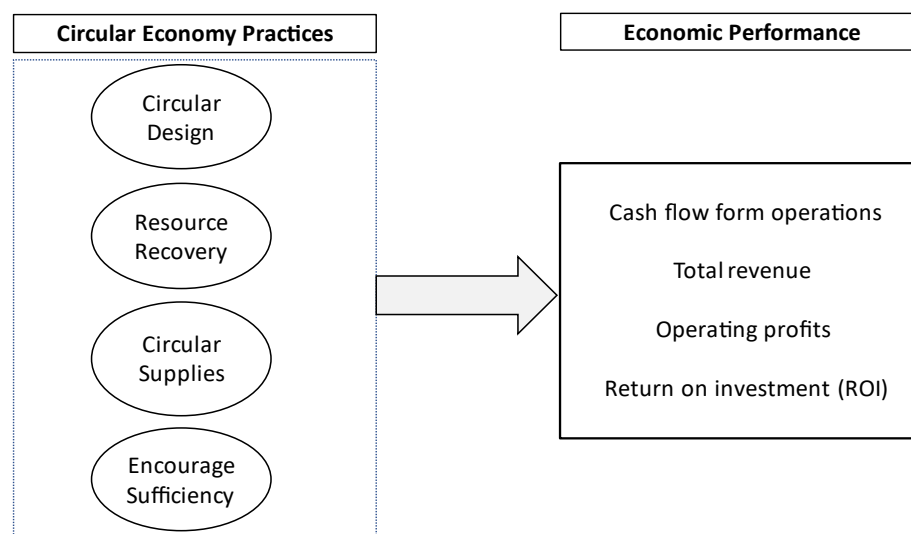 Circular Economy Practices
Circular
Design
Resource
Recovery
Circular
Supplies
Encourage
Sufficiency
Economic Performance
Cash flow form operations
Total revenue
Operating profits
Return on investment (ROI)